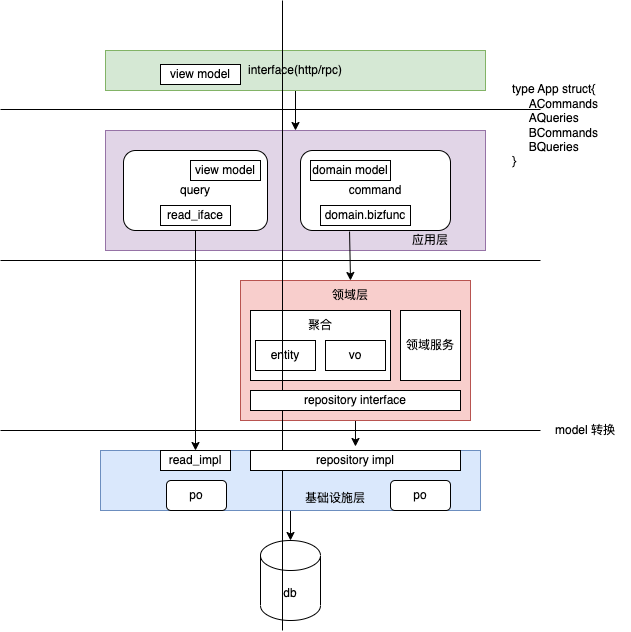 view model
interface(http/rpc)
type App struct{
ACommands
AQueries
BCommands
BQueries
}
view model
query
read_iface
domain model
command
domain.bizfunc
应用层
领域层
聚合
entity
vo
领域服务
repository interface
model 转换
read_impl
repository impl
po
基础设施层
po
db